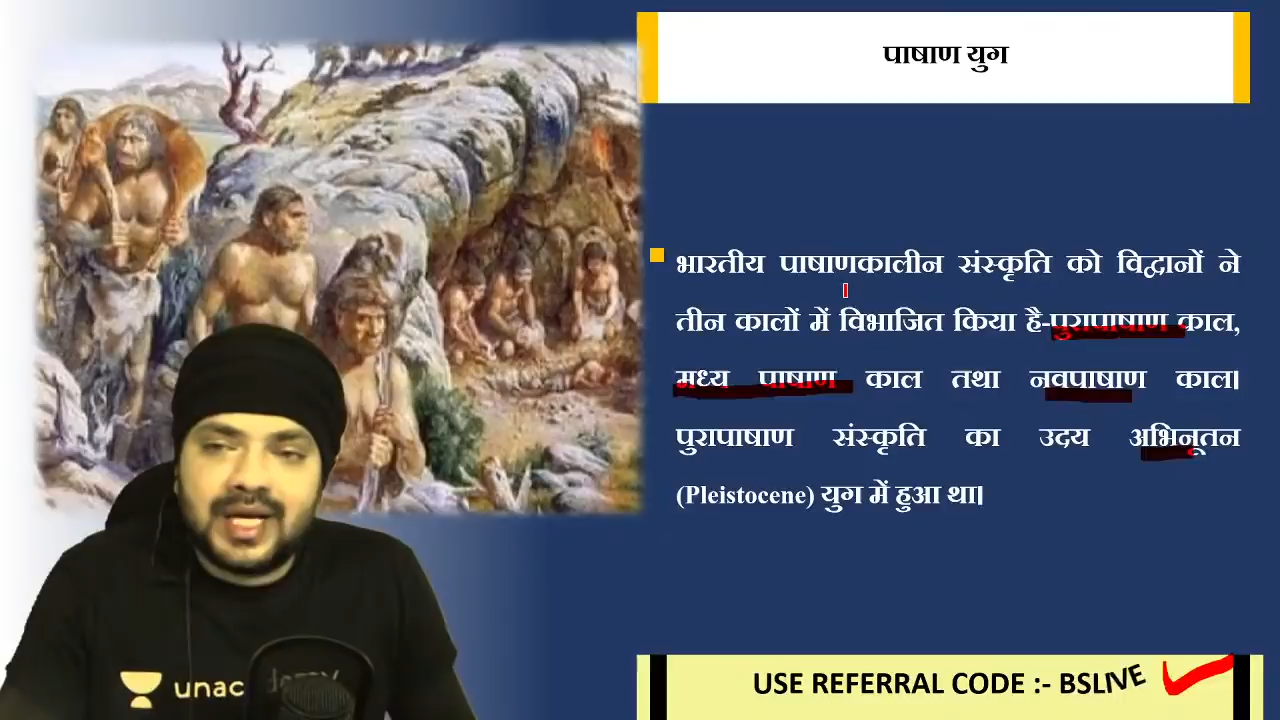 पाषाण युग
भारतीय पाषाणकालीन संस्कृति को विद्वानों ने
तीन कालों में विभाजित किया है-पुरापाषाण काल,
मध्य पाषाण काल तथा नवपाषाण काल।
पुरापाषाण संस्कृति का उदय अभिनूतन
(Pleistocene) युग में हुआ था।
unac
USE REFERRAL CODE :- BSLIVE